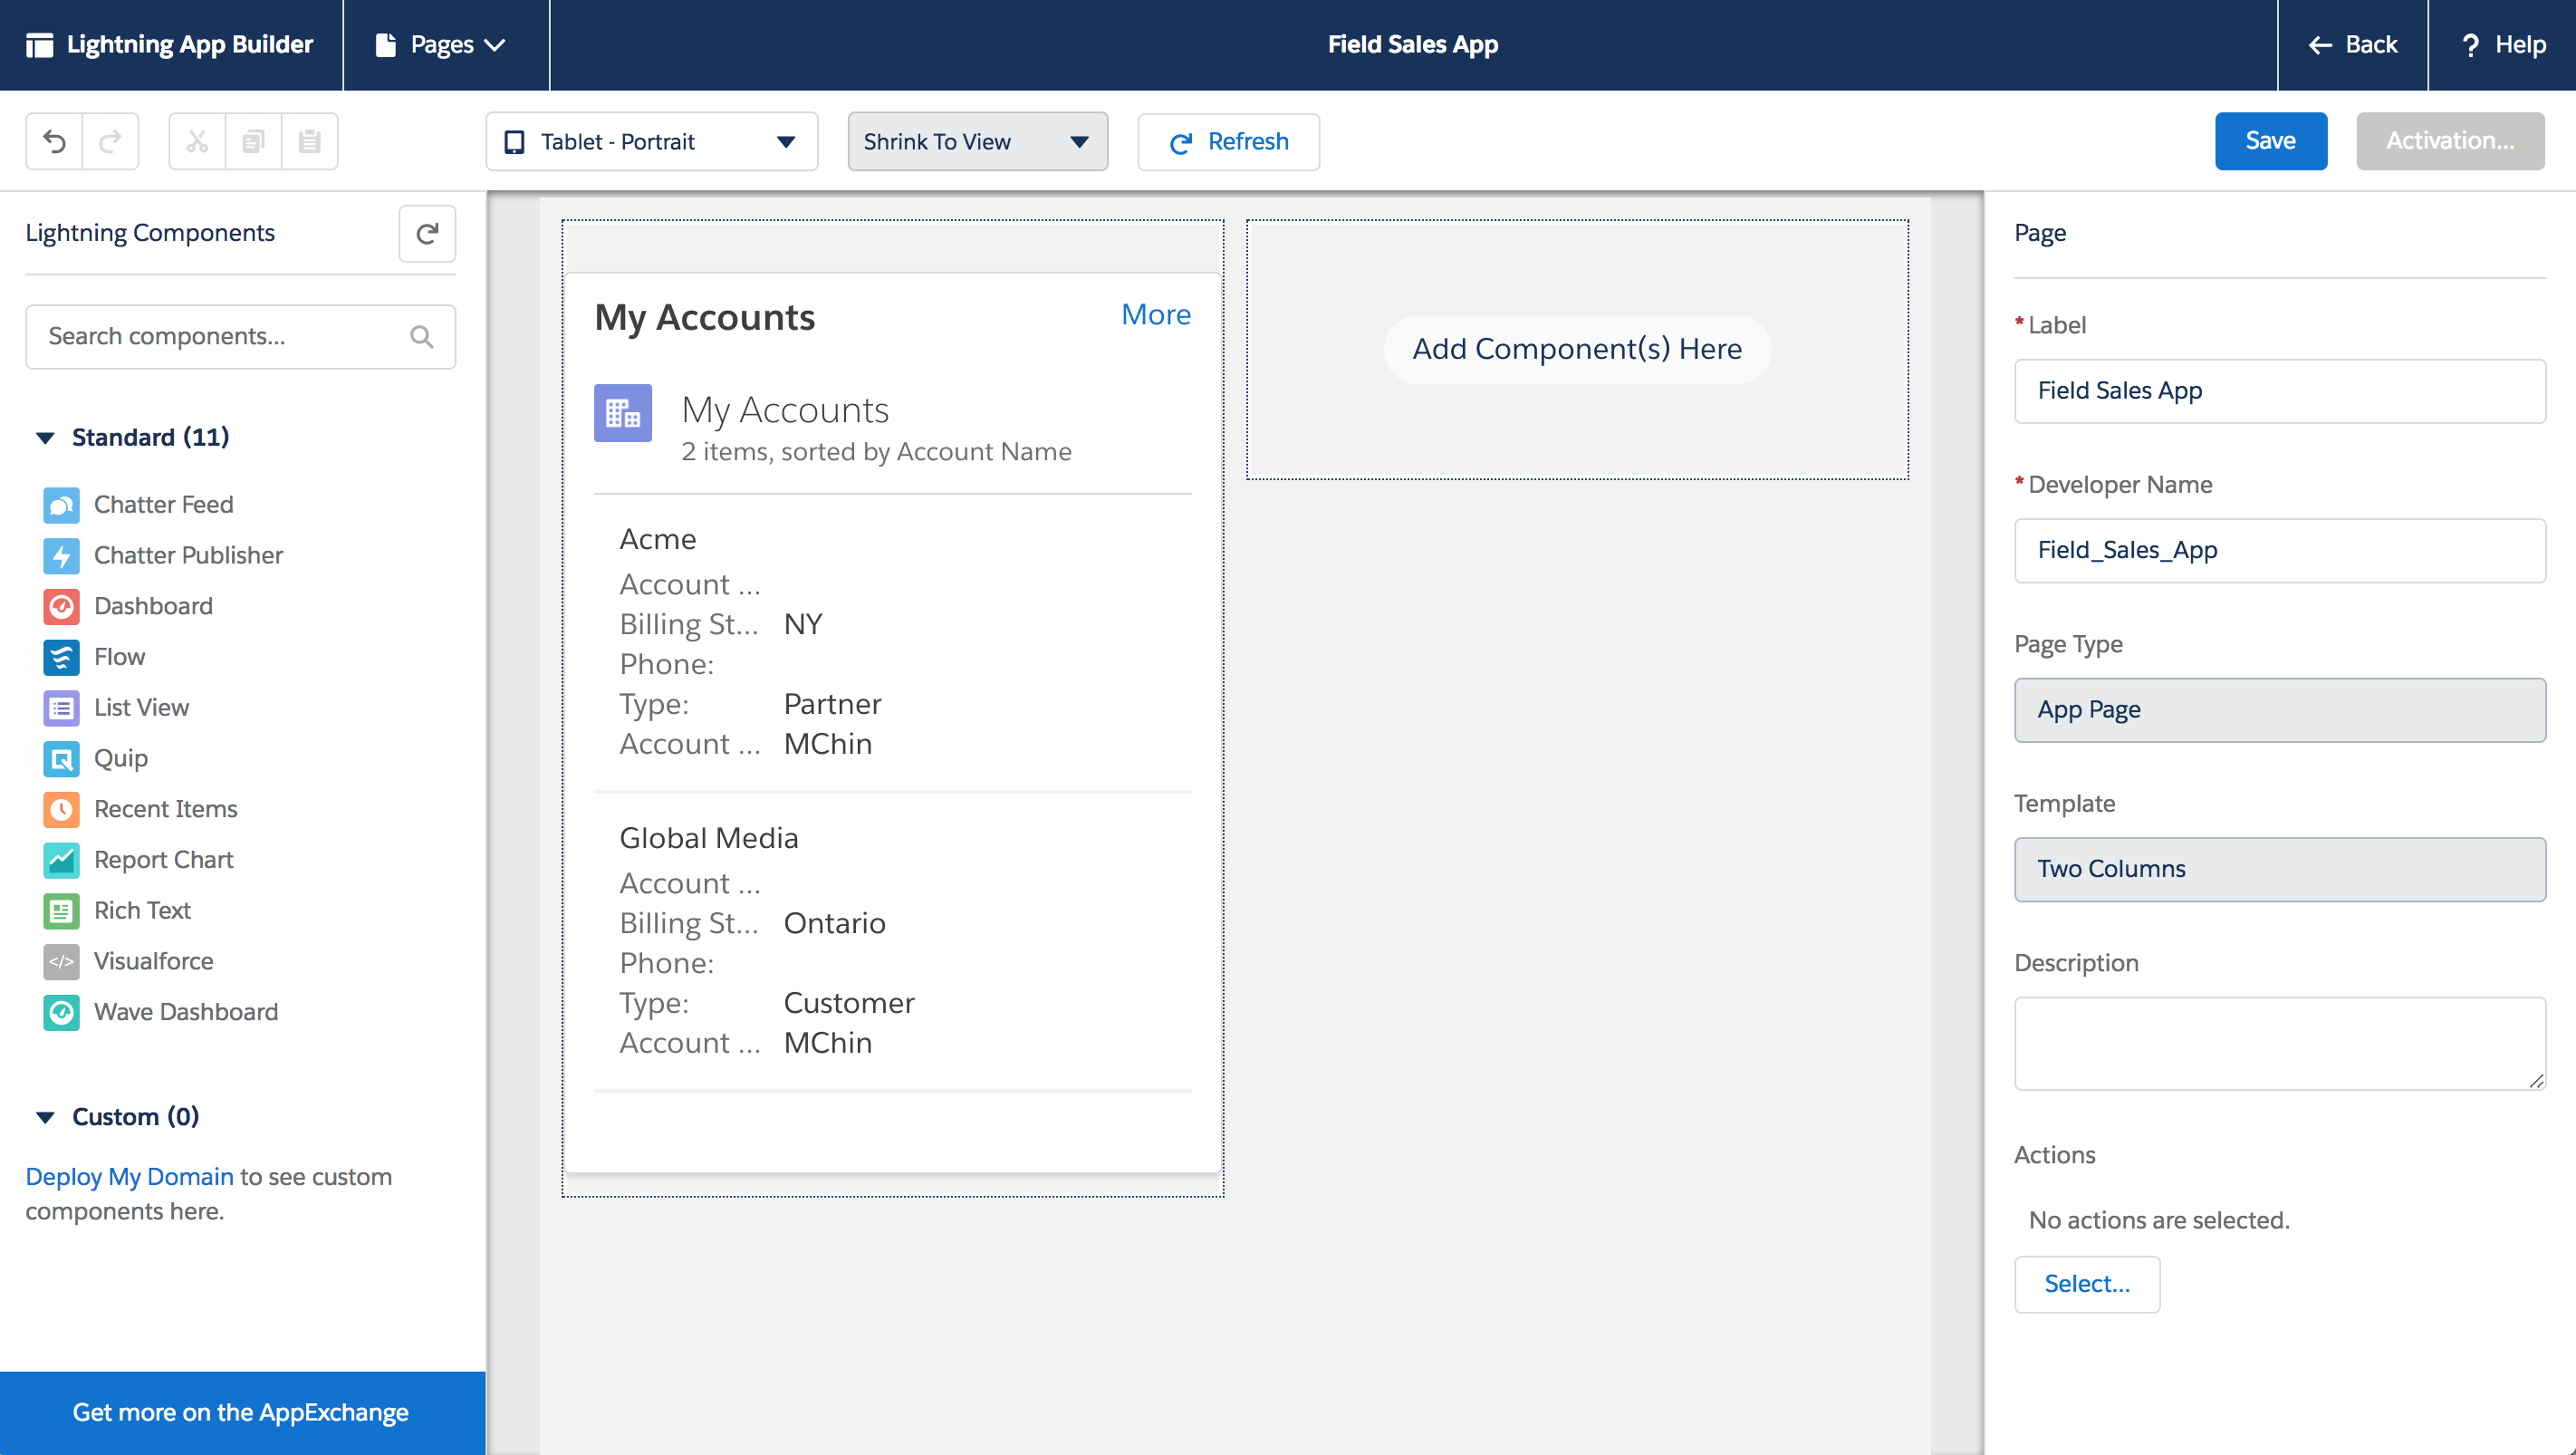 Lightning App Builder
Pages
Field Sales App
Back
? Help
Tablet - Portrait
Shrink To View
Refresh
Save
Activation...
Lightning Components
Search components...
Standard (11)
Chatter Feed
Chatter Publisher
Dashboard
Flow
List View
Quip
Recent Items
Report Chart
Rich Text
</> Visualforce
Wave Dashboard
Custom (0)
Deploy My Domain to see custom
components here.
Get more on the AppExchange
My Accounts
More
My Accounts
2 items, sorted by Account Name
Acme
Account ...
Billing St... NY
Phone:
Type: Partner
Account ... MChin
Global Media
Account ...
Billing St... Ontario
Phone:
Type: Customer
Account ... MChin
Add Component(s) Here
Page
* Label
Field Sales App
* Developer Name
Field_Sales_App
Page Type
App Page
Template
Two Columns
Description
Actions
No actions are selected.
Select...